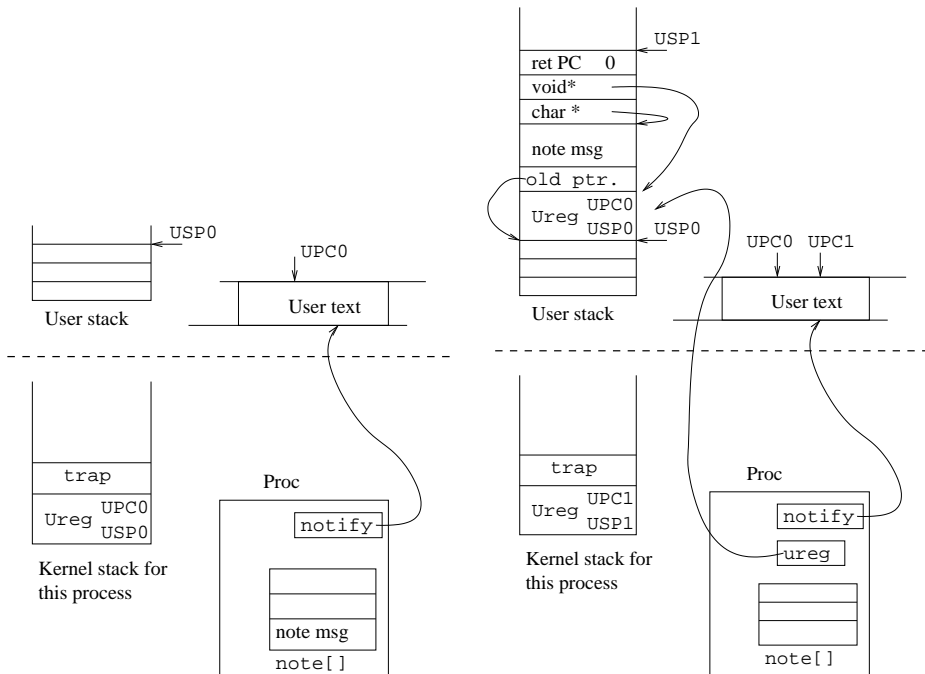 USP0
UPC0
User text
User stack
trap
Ureg
UPC0
USP0
Kernel stack for
this process
Proc
notify
note msg
note[]
USP1
ret PC 0
void*
char *
note msg
old ptr.
Ureg
UPC0
USP0
USP0
UPC0 UPC1
User text
User stack
trap
Ureg
UPC1
USP1
Kernel stack for
this process
Proc
notify
ureg
note[]